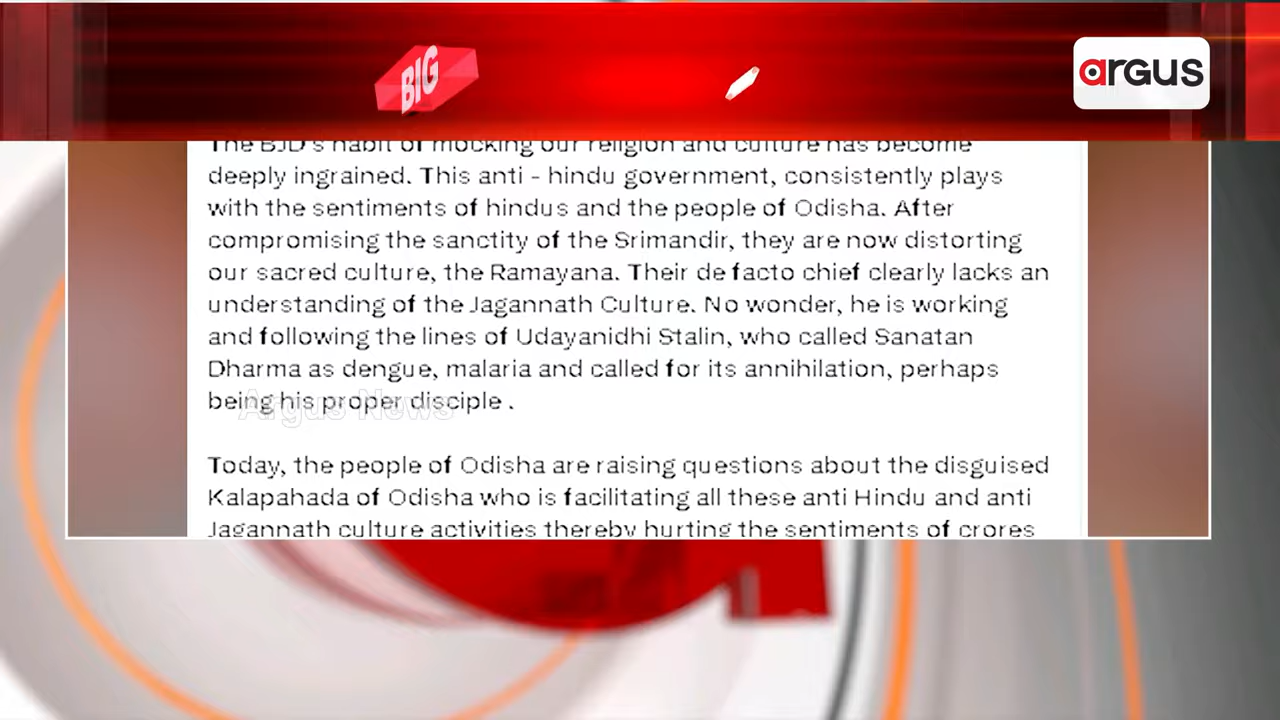 BIG
argus
The BJD's habit of mocking our religion and culture has become
deeply ingrained. This anti - hindu government, consistently plays
with the sentiments of hindus and the people of Odisha. After
compromising the sanctity of the Srimandir, they are now distorting
our sacred culture, the Ramayana. Their de facto chief clearly lacks an
understanding of the Jagannath Culture. No wonder, he is working
and following the lines of Udayanidhi Stalin, who called Sanatan
Dharma as dengue, malaria and called for its annihilation, perhaps
being his proper disciple .
Argus News
Today, the people of Odisha are raising questions about the disguised
Kalapahada of Odisha who is facilitating all these anti Hindu and anti
Jagannath culture activities thereby hurting the sentiments of crores